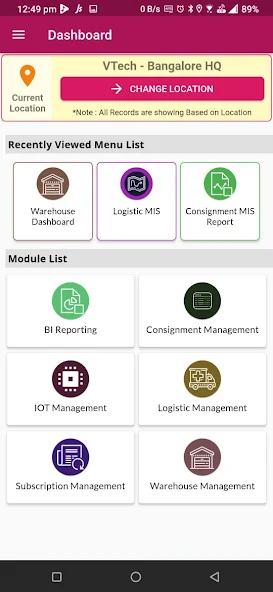 12:49 pm
0 B/s
89%
Dashboard
Current
Location
VTech - Bangalore HQ
CHANGE LOCATION
*Note : All Records are showing Based on Location
Recently Viewed Menu List
Warehouse
Dashboard
Logistic MIS
Consignment MIS
Report
Module List
BI Reporting
Consignment Management
IOT Management
Logistic Management
Subscription Management
Warehouse Management